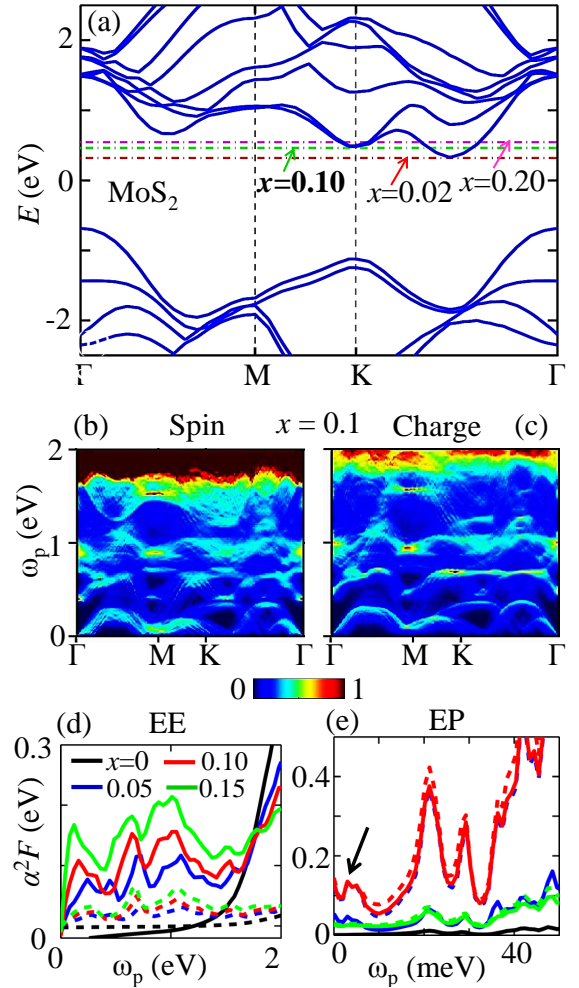 (a)
2
0
-2
E (eV)
MoS₂
x=0.10
x=0.02
x=0.20
Γ M K Γ
(b) Spin x = 0.1 Charge (c)
2
1
0
ωₚ (eV)
Γ M K Γ Γ M K Γ
0 1
(d) EE (e) EP
0.3
0
α²F (eV)
x=0 0.10
0.05 0.15
0 2
ωₚ (eV)
0.4
0.2
0
0 20 40
ωₚ (meV)